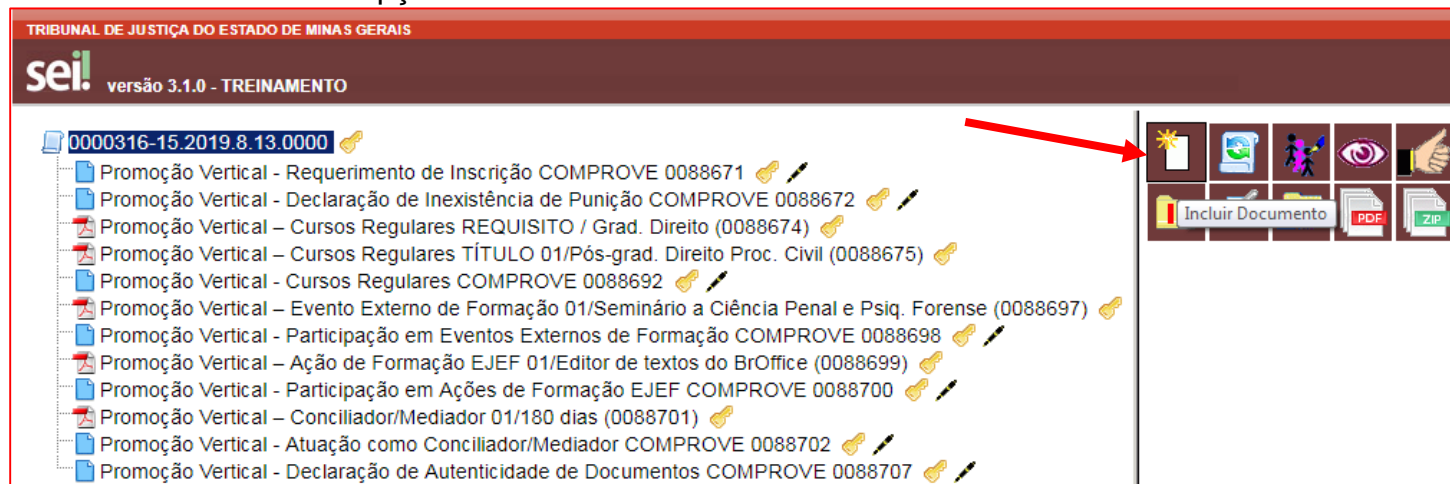 TRIBUNAL DE JUSTIÇA DO ESTADO DE MINAS GERAIS
sei! versão 3.1.0 - TREINAMENTO
0000316-15.2019.8.13.0000
Promoção Vertical - Requerimento de Inscrição COMPROVE 0088671
Promoção Vertical - Declaração de Inexistência de Punição COMPROVE 0088672
Promoção Vertical – Cursos Regulares REQUISITO / Grad. Direito (0088674)
Promoção Vertical – Cursos Regulares TÍTULO 01/Pós-grad. Direito Proc. Civil (0088675)
Promoção Vertical - Cursos Regulares COMPROVE 0088692
Promoção Vertical – Evento Externo de Formação 01/Seminário a Ciência Penal e Psiq. Forense (0088697)
Promoção Vertical - Participação em Eventos Externos de Formação COMPROVE 0088698
Promoção Vertical – Ação de Formação EJEF 01/Editor de textos do BrOffice (0088699)
Promoção Vertical - Participação em Ações de Formação EJEF COMPROVE 0088700
Promoção Vertical – Conciliador/Mediador 01/180 dias (0088701)
Promoção Vertical - Atuação como Conciliador/Mediador COMPROVE 0088702
Promoção Vertical - Declaração de Autenticidade de Documentos COMPROVE 0088707
Incluir Documento
PDF
ZIP